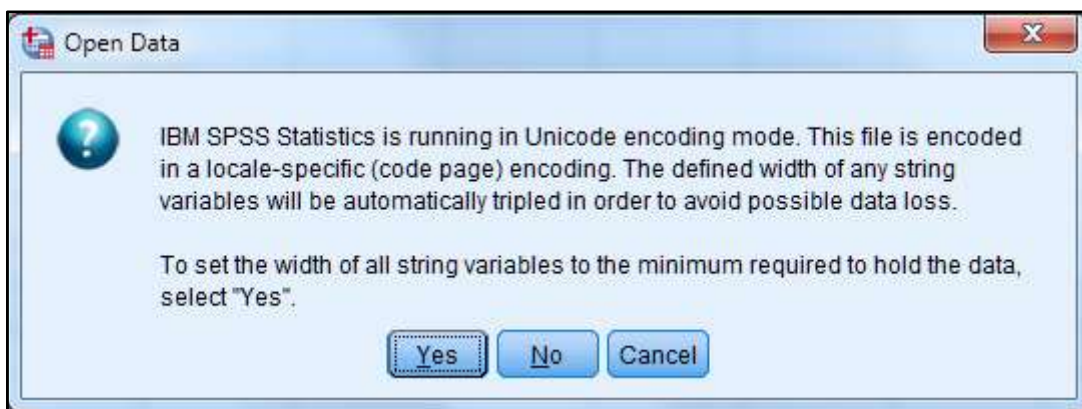 Open Data
IBM SPSS Statistics is running in Unicode encoding mode. This file is encoded
in a locale-specific (code page) encoding. The defined width of any string
variables will be automatically tripled in order to avoid possible data loss.
To set the width of all string variables to the minimum required to hold the data,
select "Yes".
Yes No Cancel